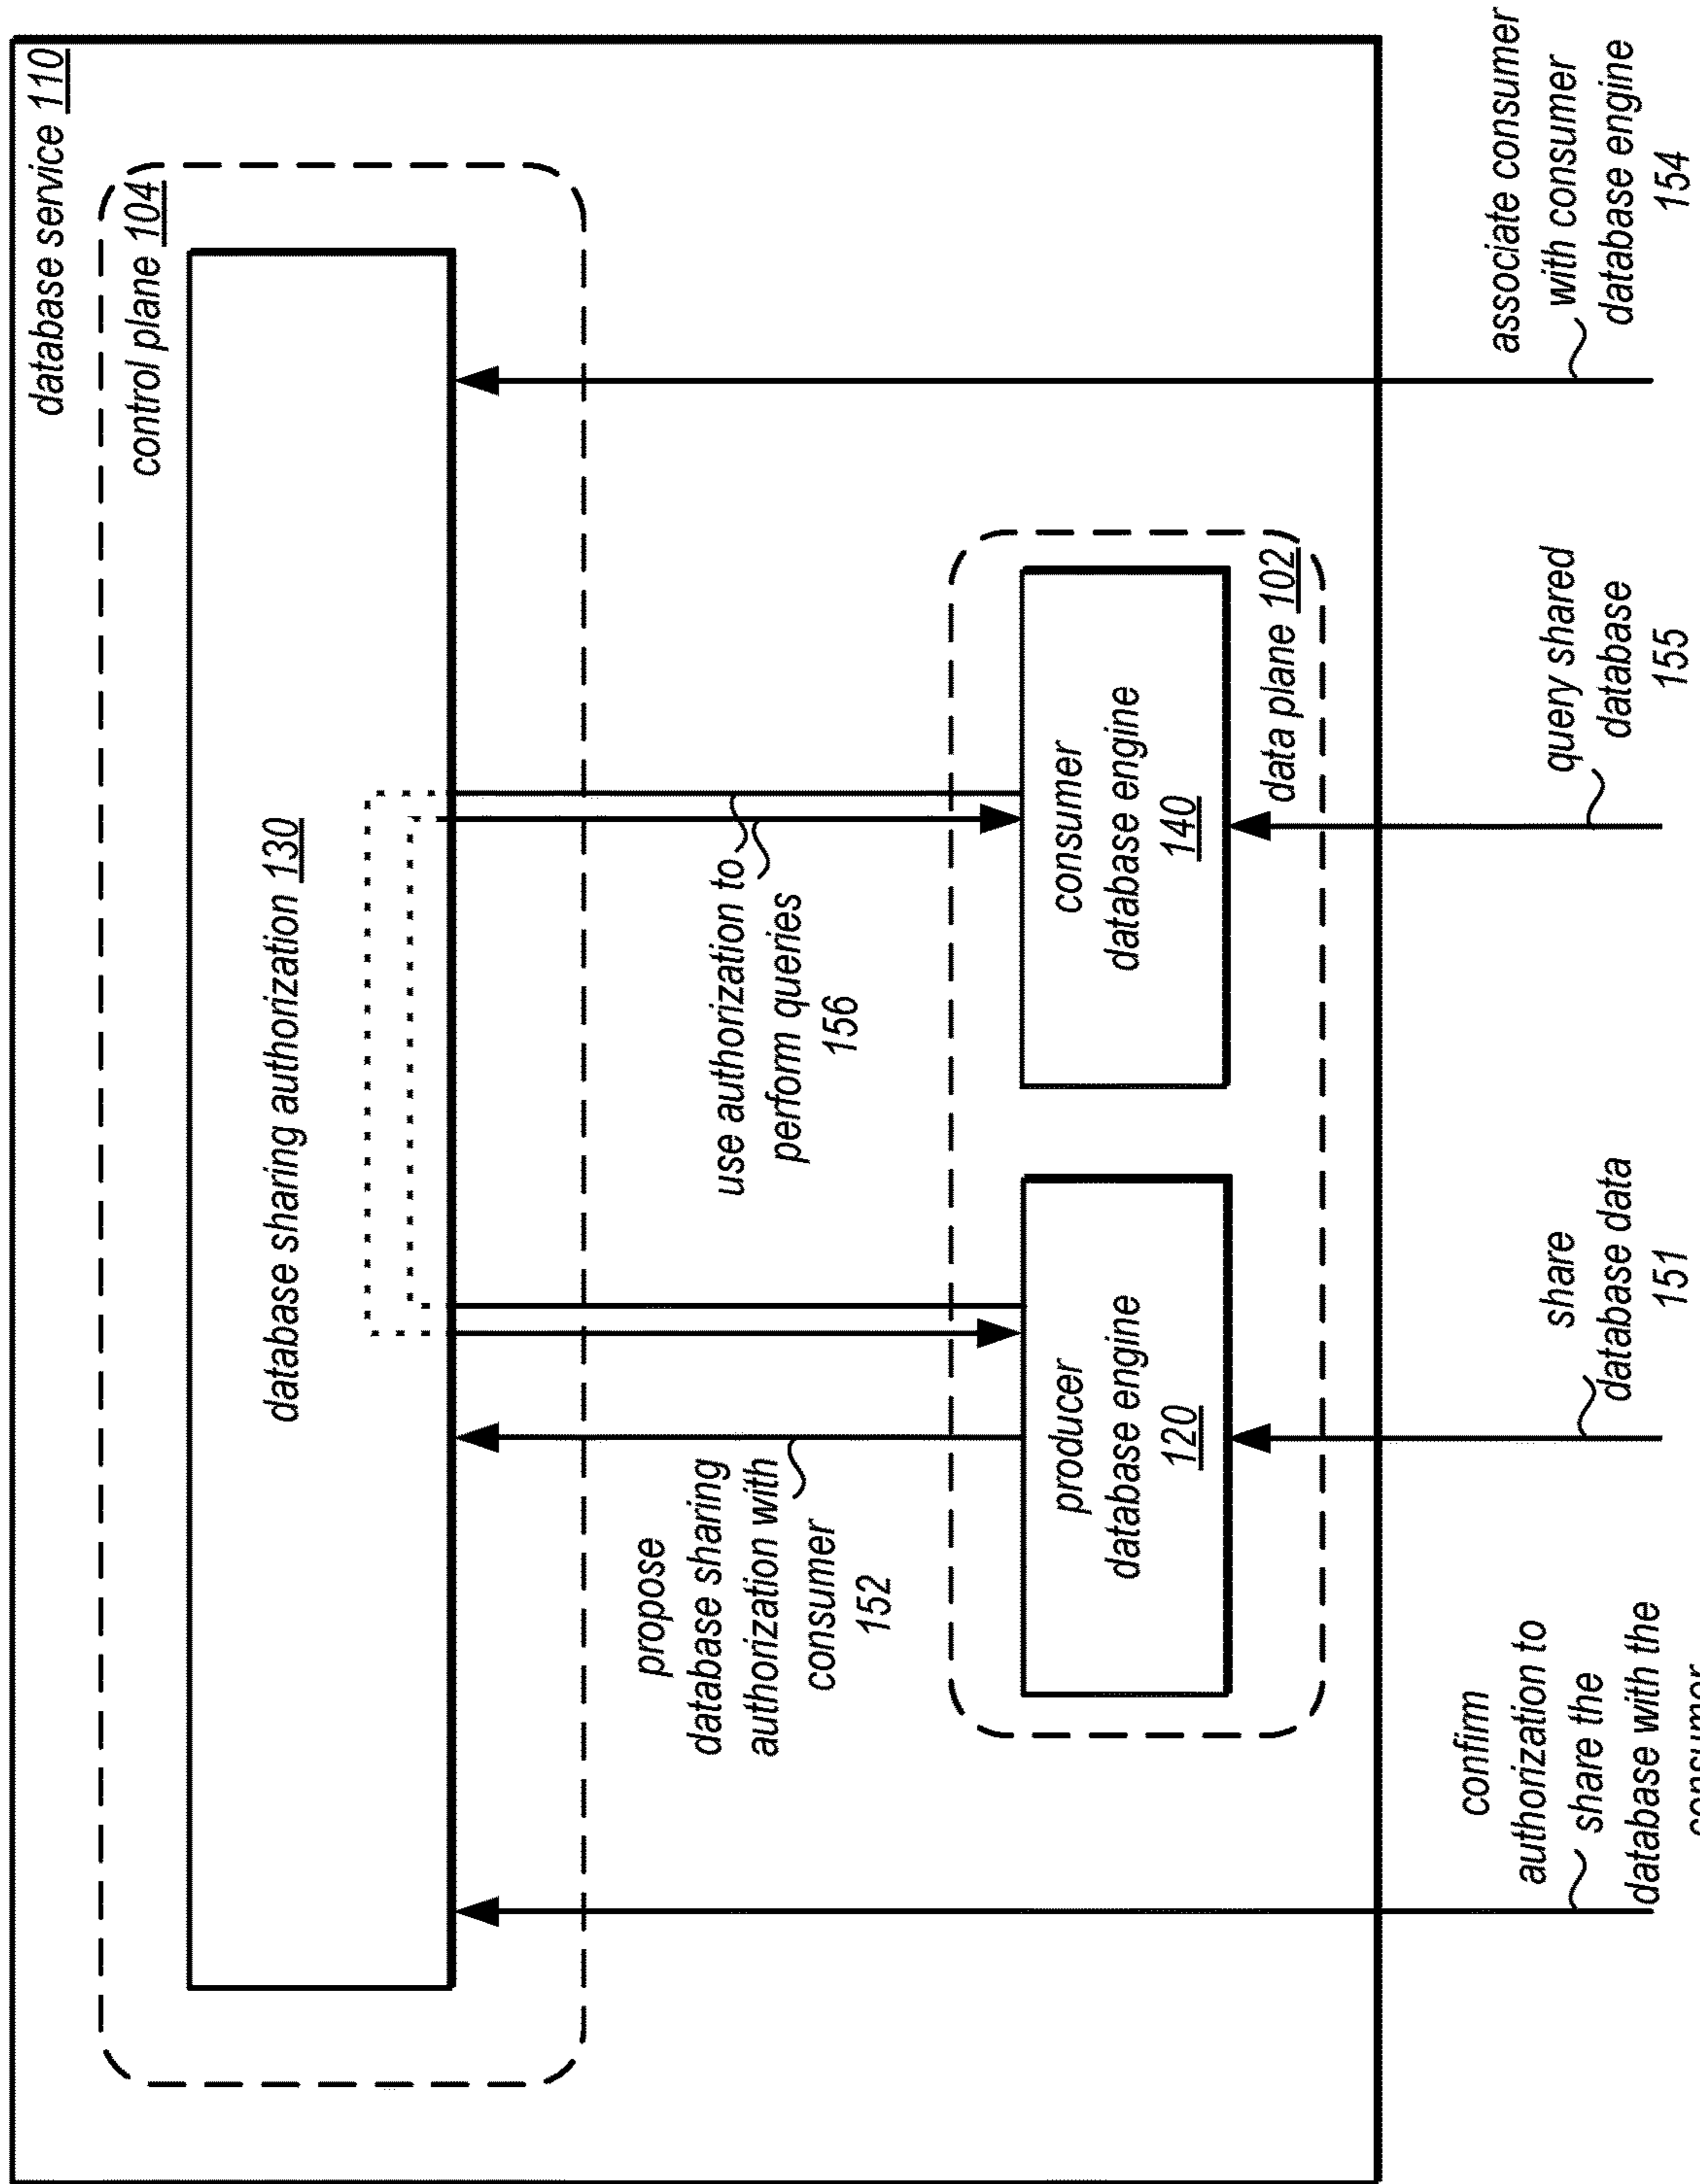 database service 110
control plane 104
database sharing authorization 130
propose
database sharing
authorization with
consumer
152
use authorization to
perform queries
156
producer
database engine
120
consumer
database engine
140
data plane 102
confirm
authorization to
share the
database with the
consumer
share
database data
151
query shared
database
155
associate consumer
with consumer
database engine
154